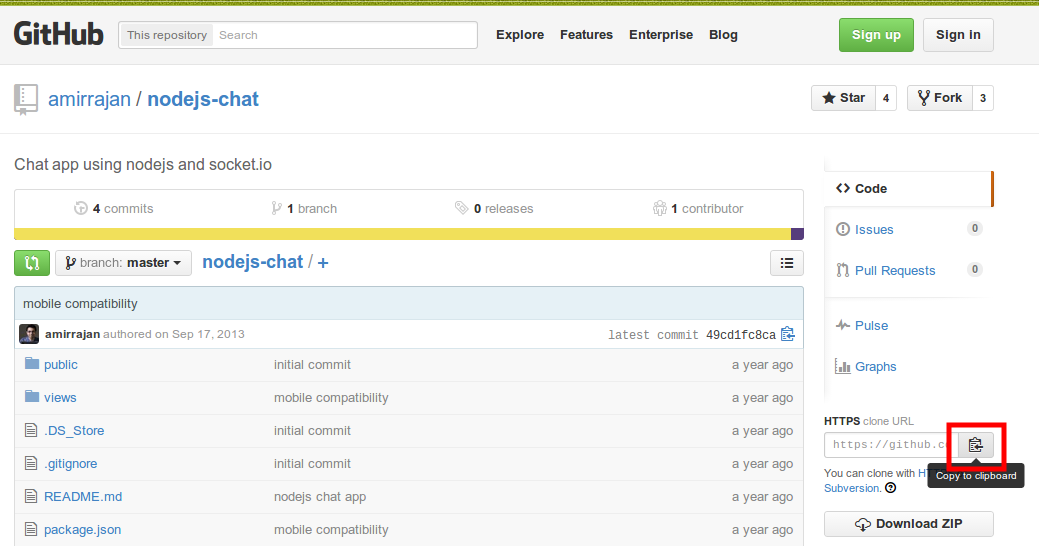 GitHub This repository Search Explore Features Enterprise Blog Sign up Sign in
amirrajan / nodejs-chat Star 4 Fork 3
Chat app using nodejs and socket.io
4 commits 1 branch 0 releases 1 contributor
branch: master nodejs-chat / +
mobile compatibility
amirrajan authored on Sep 17, 2013 latest commit 49cd1fc8ca
public initial commit a year ago
views mobile compatibility a year ago
.DS_Store initial commit a year ago
.gitignore initial commit a year ago
README.md nodejs chat app a year ago
package.json mobile compatibility a year ago
Code
Issues 0
Pull Requests 0
Pulse
Graphs
HTTPS clone URL
https://github.c
Copy to clipboard
You can clone with
Subversion.
Download ZIP